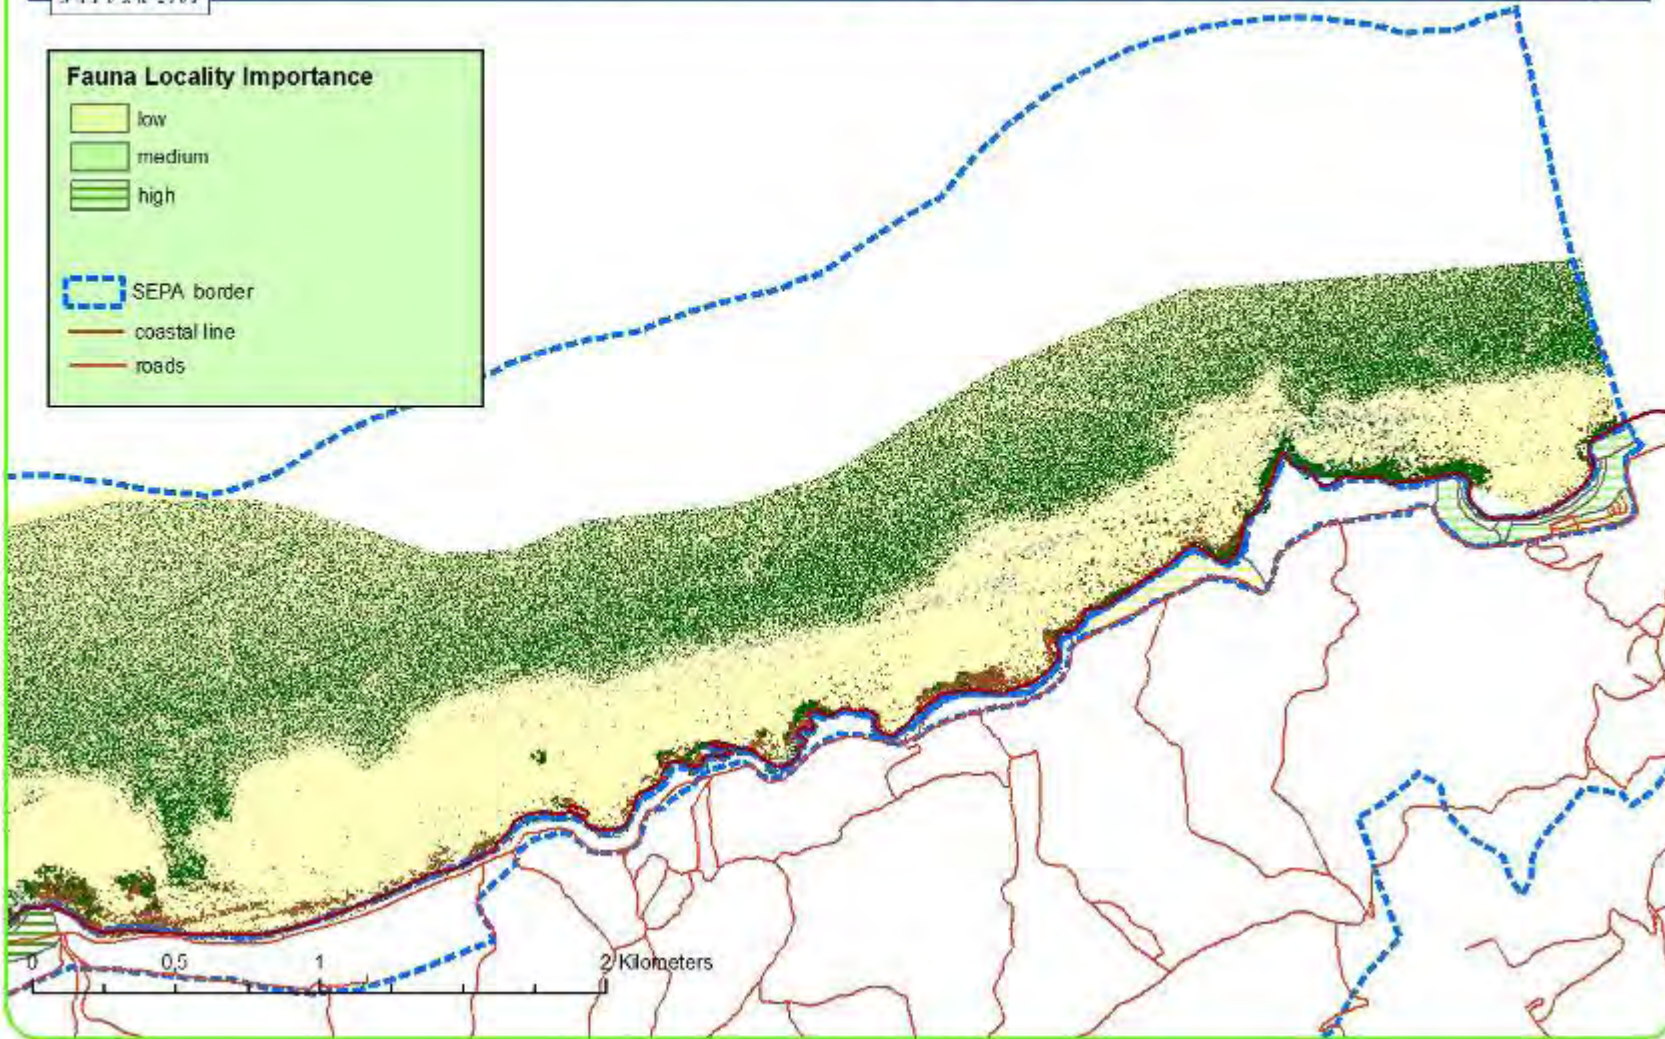 Fauna Locality Importance
low
medium
high
SEPA border
coastal line
roads
0 0,5 1 2 Kilometers